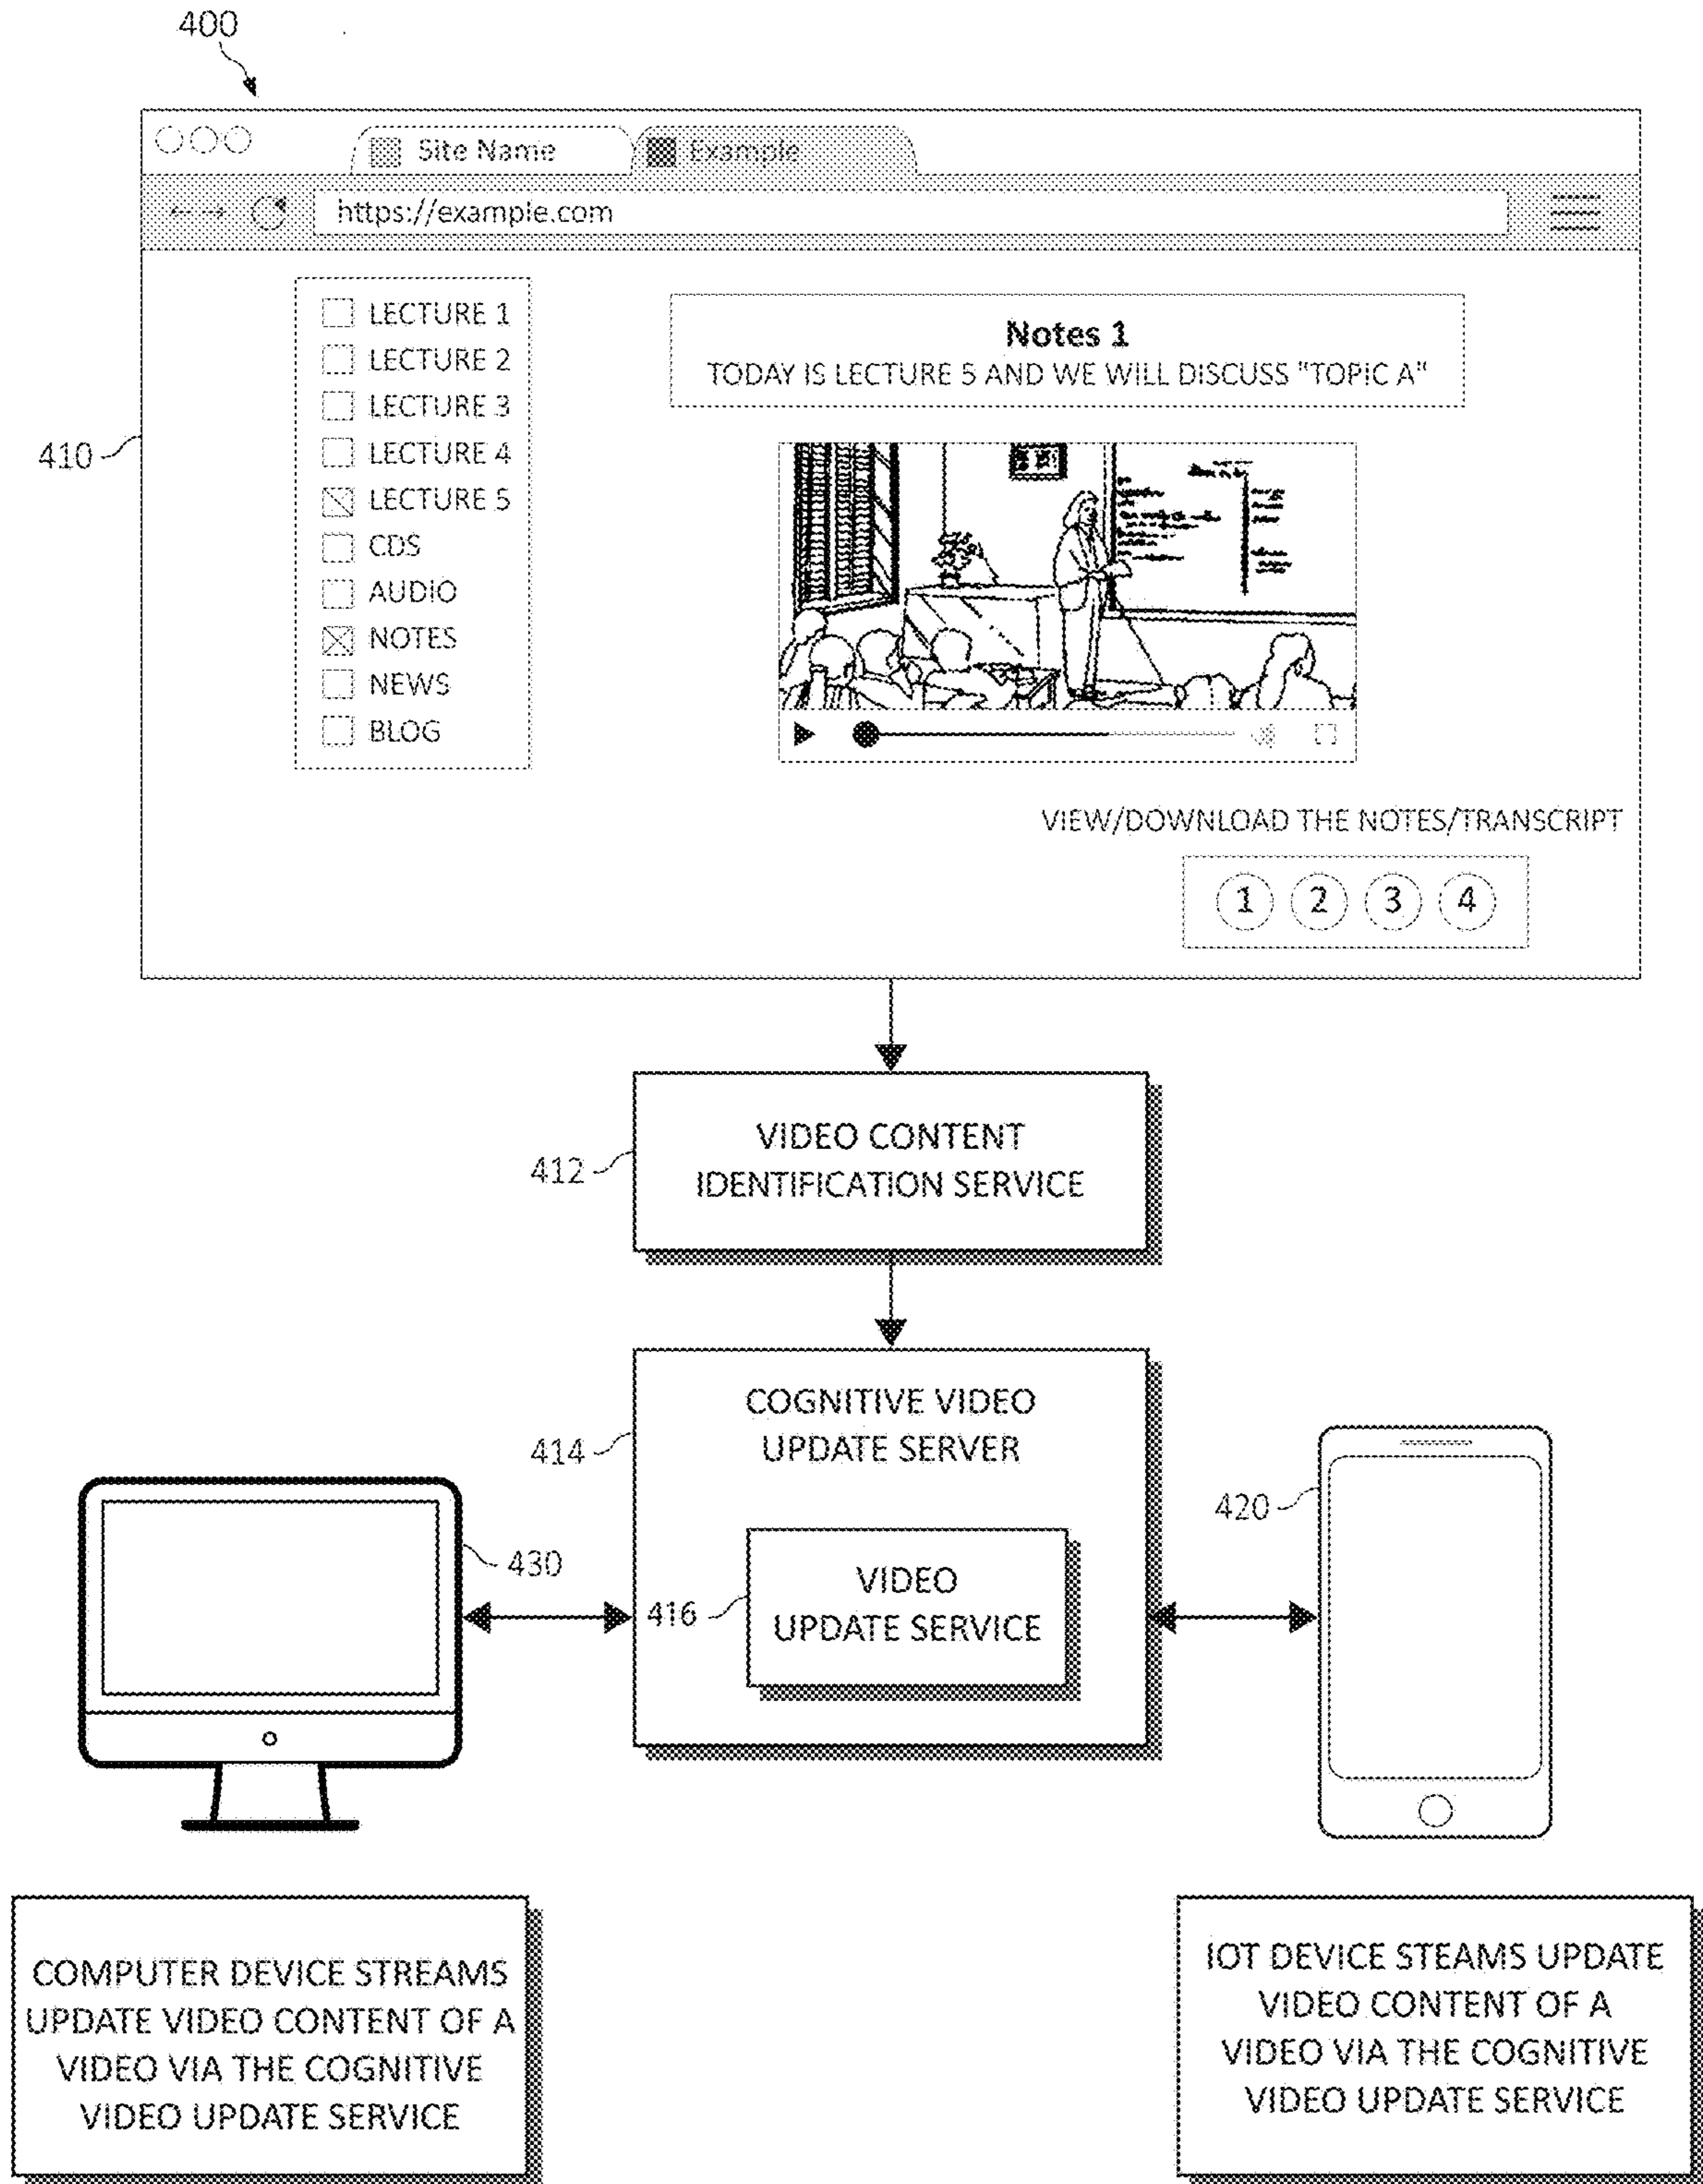 400
Site Name
Example
https://example.com
LECTURE 1
LECTURE 2
LECTURE 3
LECTURE 4
LECTURE 5
CDS
AUDIO
NOTES
NEWS
BLOG
Notes 1
TODAY IS LECTURE 5 AND WE WILL DISCUSS "TOPIC A"
410
VIEW/DOWNLOAD THE NOTES/TRANSCRIPT
1 2 3 4
VIDEO CONTENT
IDENTIFICATION SERVICE
412
COGNITIVE VIDEO
UPDATE SERVER
414
VIDEO
UPDATE SERVICE
416
430
420
COMPUTER DEVICE STREAMS
UPDATE VIDEO CONTENT OF A
VIDEO VIA THE COGNITIVE
VIDEO UPDATE SERVICE
IOT DEVICE STEAMS UPDATE
VIDEO CONTENT OF A
VIDEO VIA THE COGNITIVE
VIDEO UPDATE SERVICE